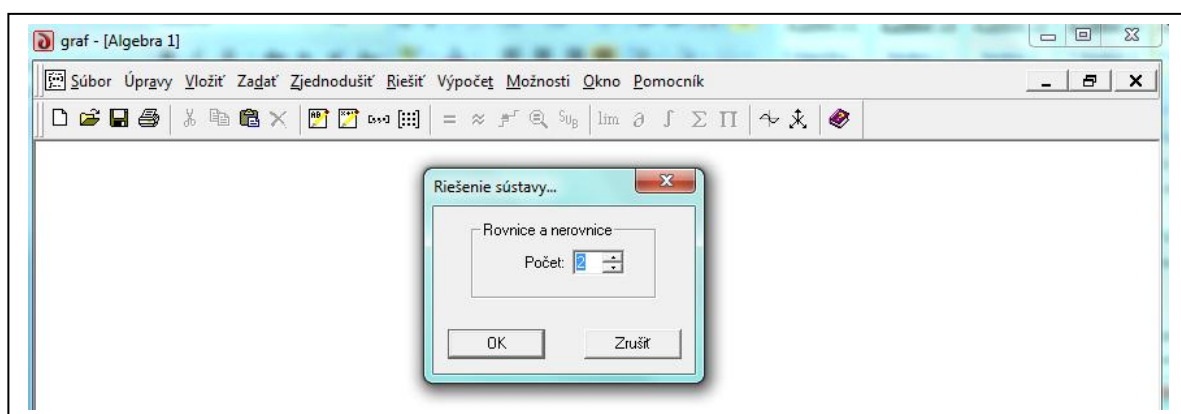 graf - [Algebra 1]
Súbor Úpravy Vložiť Zadať Zjednodušiť Riešiť Výpočet Možnosti Okno Pomocník
= ≈ Sub lim ∂ ∫ Σ Π
Riešenie sústavy...
Rovnice a nerovnice
Počet: 2
OK Zrušiť